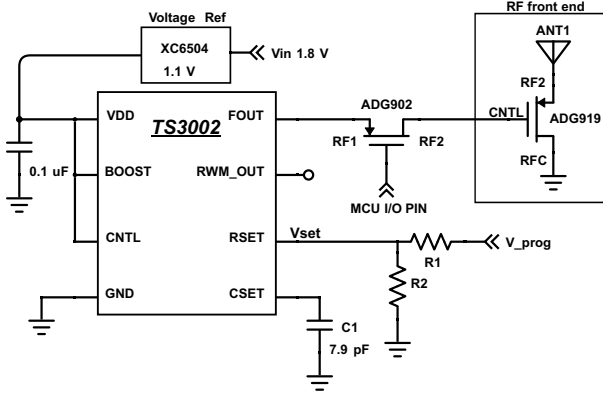 Voltage Ref
RF front end
XC6504
1.1 V
Vin 1.8 V
ANT1
RF2
CNTL
ADG919
RFC
VDD
TS3002
FOUT
ADG902
RF1
RF2
0.1 uF
BOOST
RWM_OUT
MCU I/O PIN
CNTL
RSET
Vset
V_prog
R1
R2
GND
CSET
C1
7.9 pF